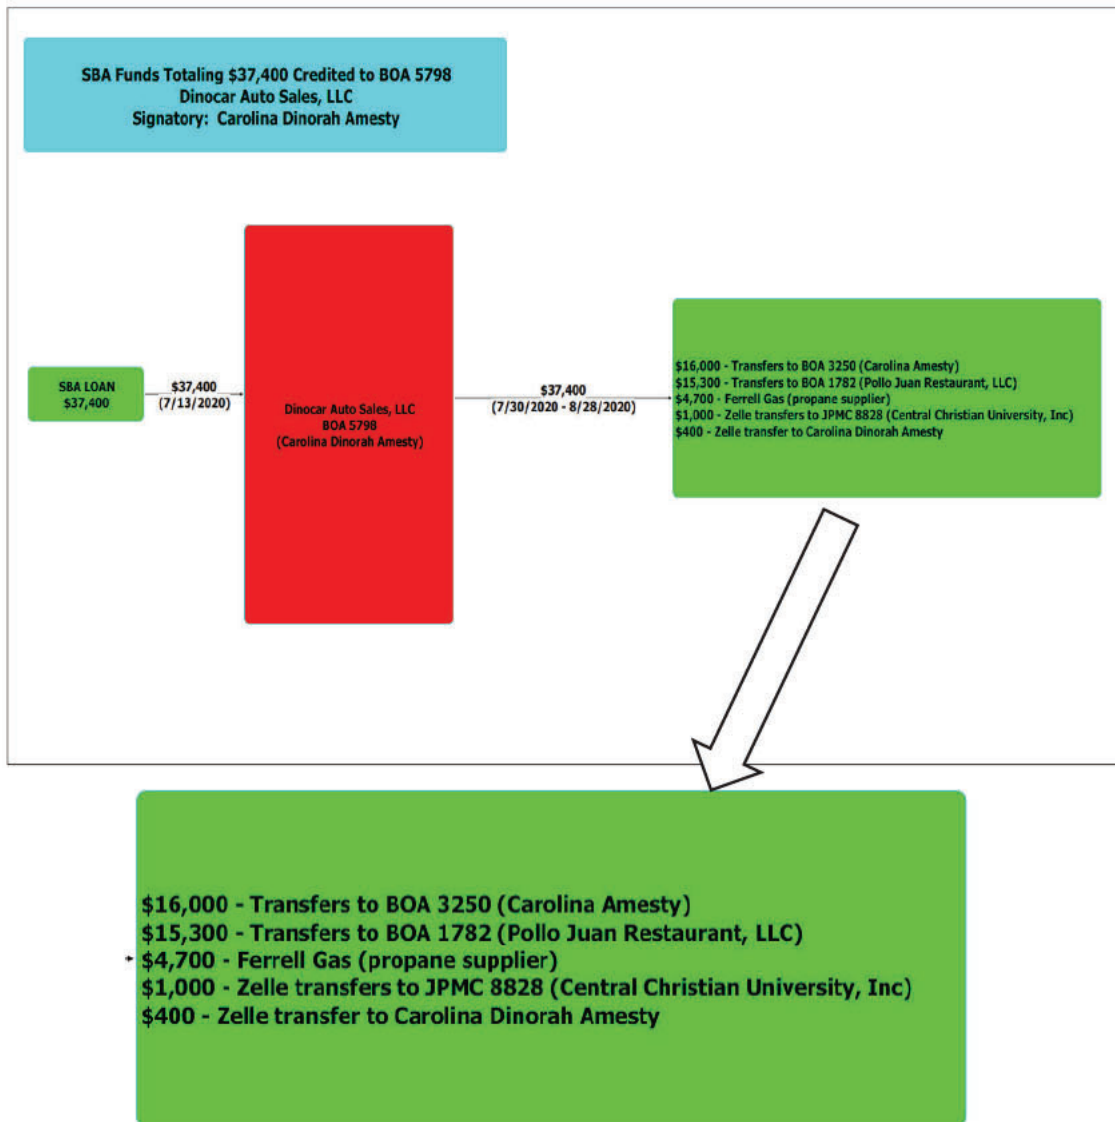 SBA Funds Totaling $37,400 Credited to BOA 5798
Dinocar Auto Sales, LLC
Signatory: Carolina Dinorah Amesty
SBA LOAN
$37,400
$37,400
(7/13/2020)
Dinocar Auto Sales, LLC
BOA 5798
(Carolina Dinorah Amesty)
$37,400
(7/30/2020 - 8/28/2020)
$16,000 - Transfers to BOA 3250 (Carolina Amesty)
$15,300 - Transfers to BOA 1782 (Pollo Juan Restaurant, LLC)
$4,700 - Ferrell Gas (propane supplier)
$1,000 - Zelle transfers to JPMC 8828 (Central Christian University, Inc)
$400 - Zelle transfer to Carolina Dinorah Amesty
$16,000 - Transfers to BOA 3250 (Carolina Amesty)
$15,300 - Transfers to BOA 1782 (Pollo Juan Restaurant, LLC)
$4,700 - Ferrell Gas (propane supplier)
$1,000 - Zelle transfers to JPMC 8828 (Central Christian University, Inc)
$400 - Zelle transfer to Carolina Dinorah Amesty